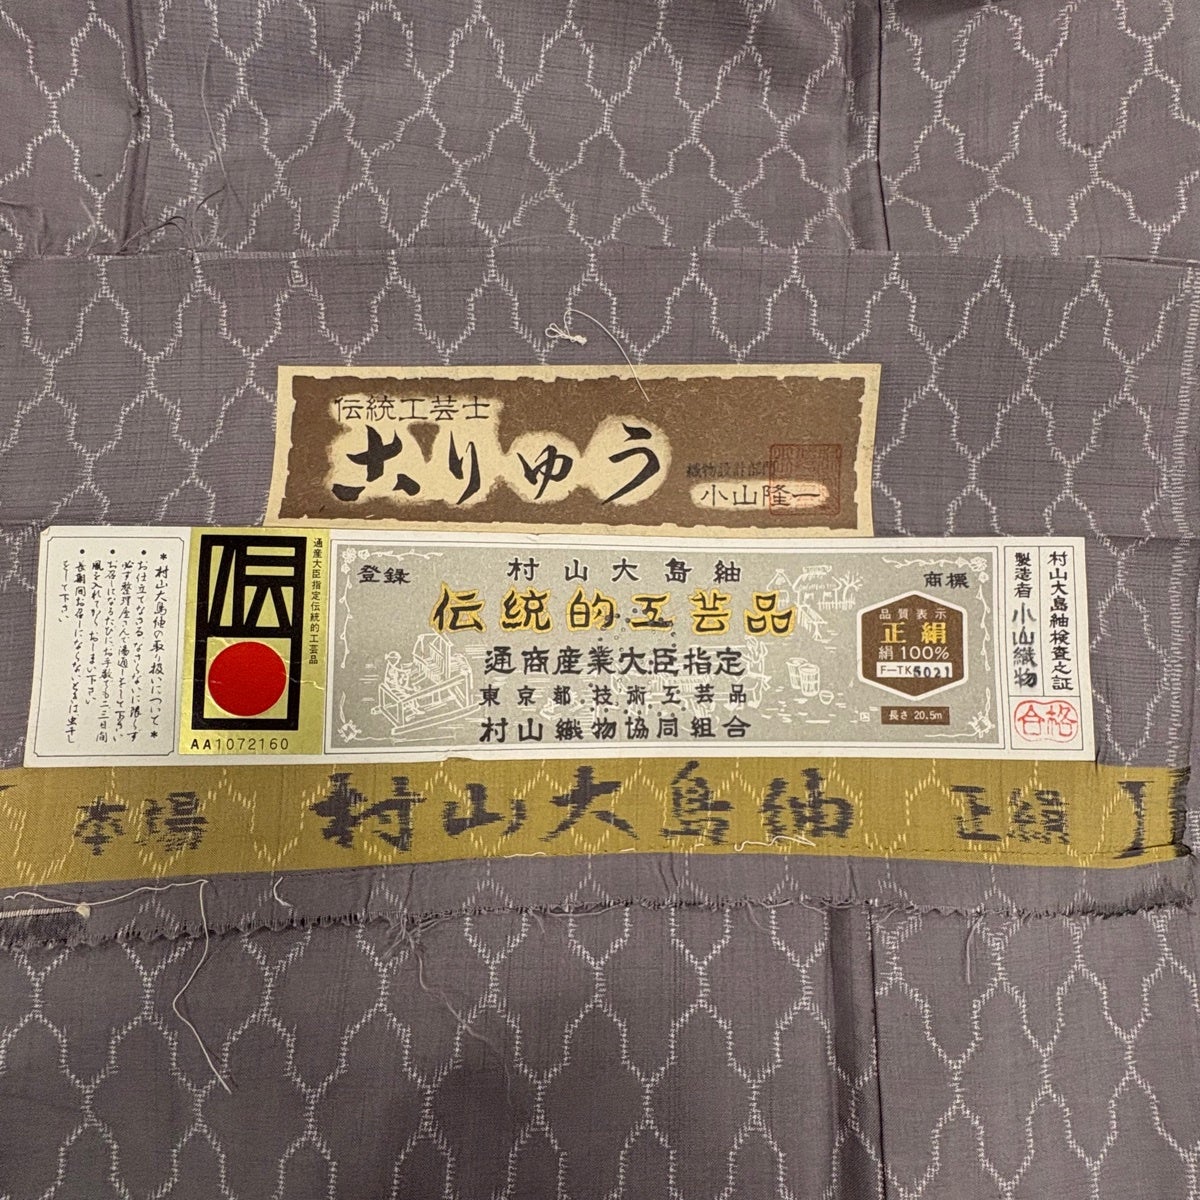 伝統工芸士
こりゅう
織物設計部門
小山隆一
*村山大島紬の取り扱いについて*
伝
通産大臣指定伝統的工芸品
AA1072160
登録
村山大島紬
商標
伝統的工芸品
通商産業大臣指定
東京都技術工芸品
村山織物協同組合
品質表示
正絹
絹100%
F-TK5021
長さ 20.5m
村山大島紬検査之証
製造者 小山織物
合格
本場 村山大島紬 正絹